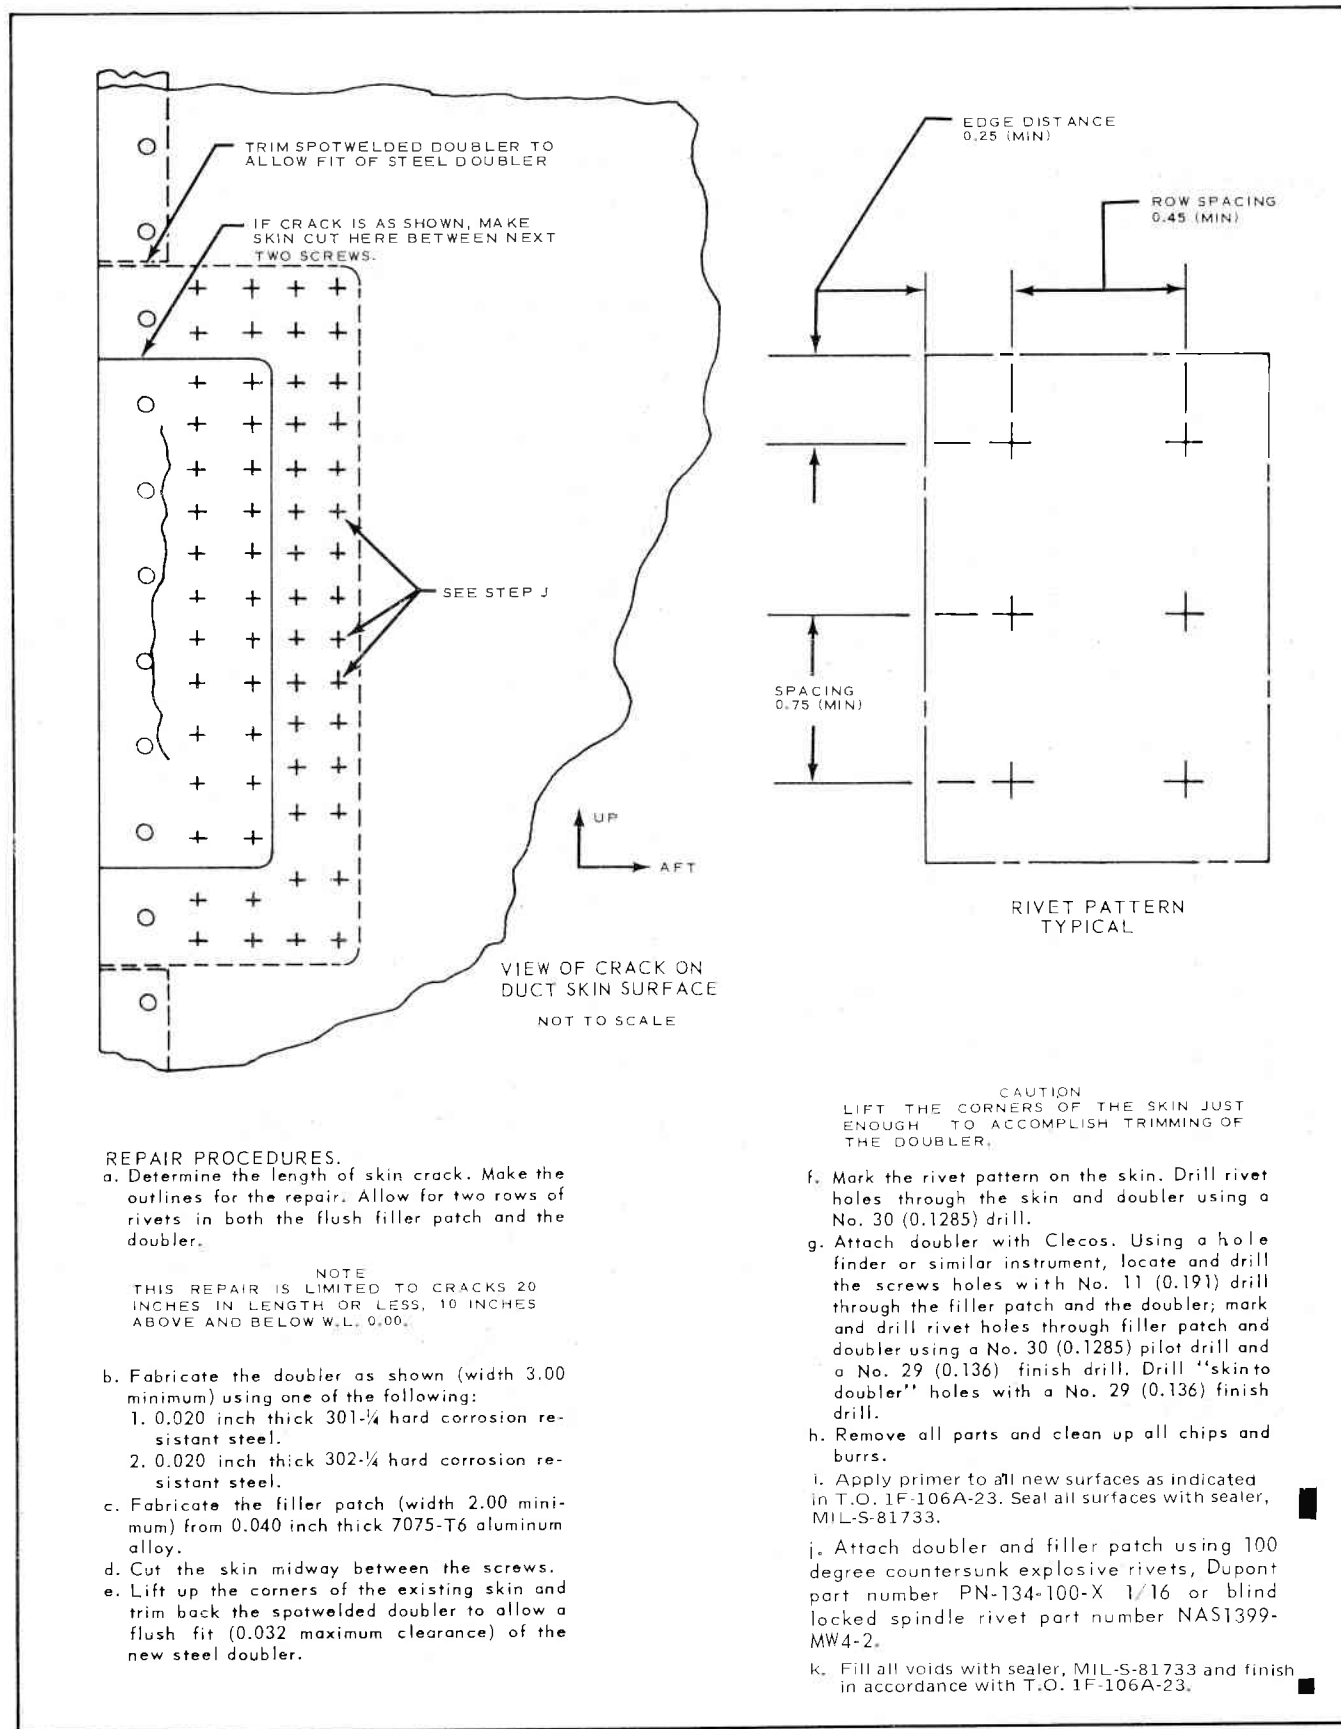 TRIM SPOTWELDED DOUBLER TO
ALLOW FIT OF STEEL DOUBLER
IF CRACK IS AS SHOWN, MAKE
SKIN CUT HERE BETWEEN NEXT
TWO SCREWS.
SEE STEP J
UP
AFT
VIEW OF CRACK ON
DUCT SKIN SURFACE
NOT TO SCALE
EDGE DISTANCE
0.25 (MIN)
ROW SPACING
0.45 (MIN)
SPACING
0.75 (MIN)
RIVET PATTERN
TYPICAL
REPAIR PROCEDURES.
a. Determine the length of skin crack. Make the
outlines for the repair. Allow for two rows of
rivets in both the flush filler patch and the
doubler.
NOTE
THIS REPAIR IS LIMITED TO CRACKS 20
INCHES IN LENGTH OR LESS, 10 INCHES
ABOVE AND BELOW W.L. 0.00.
b. Fabricate the doubler as shown (width 3.00
minimum) using one of the following:
1. 0.020 inch thick 301-¼ hard corrosion re-
sistant steel.
2. 0.020 inch thick 302-¼ hard corrosion re-
sistant steel.
c. Fabricate the filler patch (width 2.00 mini-
mum) from 0.040 inch thick 7075-T6 aluminum
alloy.
d. Cut the skin midway between the screws.
e. Lift up the corners of the existing skin and
trim back the spotwelded doubler to allow a
flush fit (0.032 maximum clearance) of the
new steel doubler.
CAUTION
LIFT THE CORNERS OF THE SKIN JUST
ENOUGH TO ACCOMPLISH TRIMMING OF
THE DOUBLER.
f. Mark the rivet pattern on the skin. Drill rivet
holes through the skin and doubler using a
No. 30 (0.1285) drill.
g. Attach doubler with Clecos. Using a hole
finder or similar instrument, locate and drill
the screws holes with No. 11 (0.191) drill
through the filler patch and the doubler; mark
and drill rivet holes through filler patch and
doubler using a No. 30 (0.1285) pilot drill and
a No. 29 (0.136) finish drill. Drill "skin to
doubler" holes with a No. 29 (0.136) finish
drill.
h. Remove all parts and clean up all chips and
burrs.
i. Apply primer to all new surfaces as indicated
in T.O. 1F-106A-23. Seal all surfaces with sealer,
MIL-S-81733.
j. Attach doubler and filler patch using 100
degree countersunk explosive rivets, Dupont
part number PN-134-100-X 1/16 or blind
locked spindle rivet part number NAS1399-
MW4-2.
k. Fill all voids with sealer, MIL-S-81733 and finish
in accordance with T.O. 1F-106A-23.